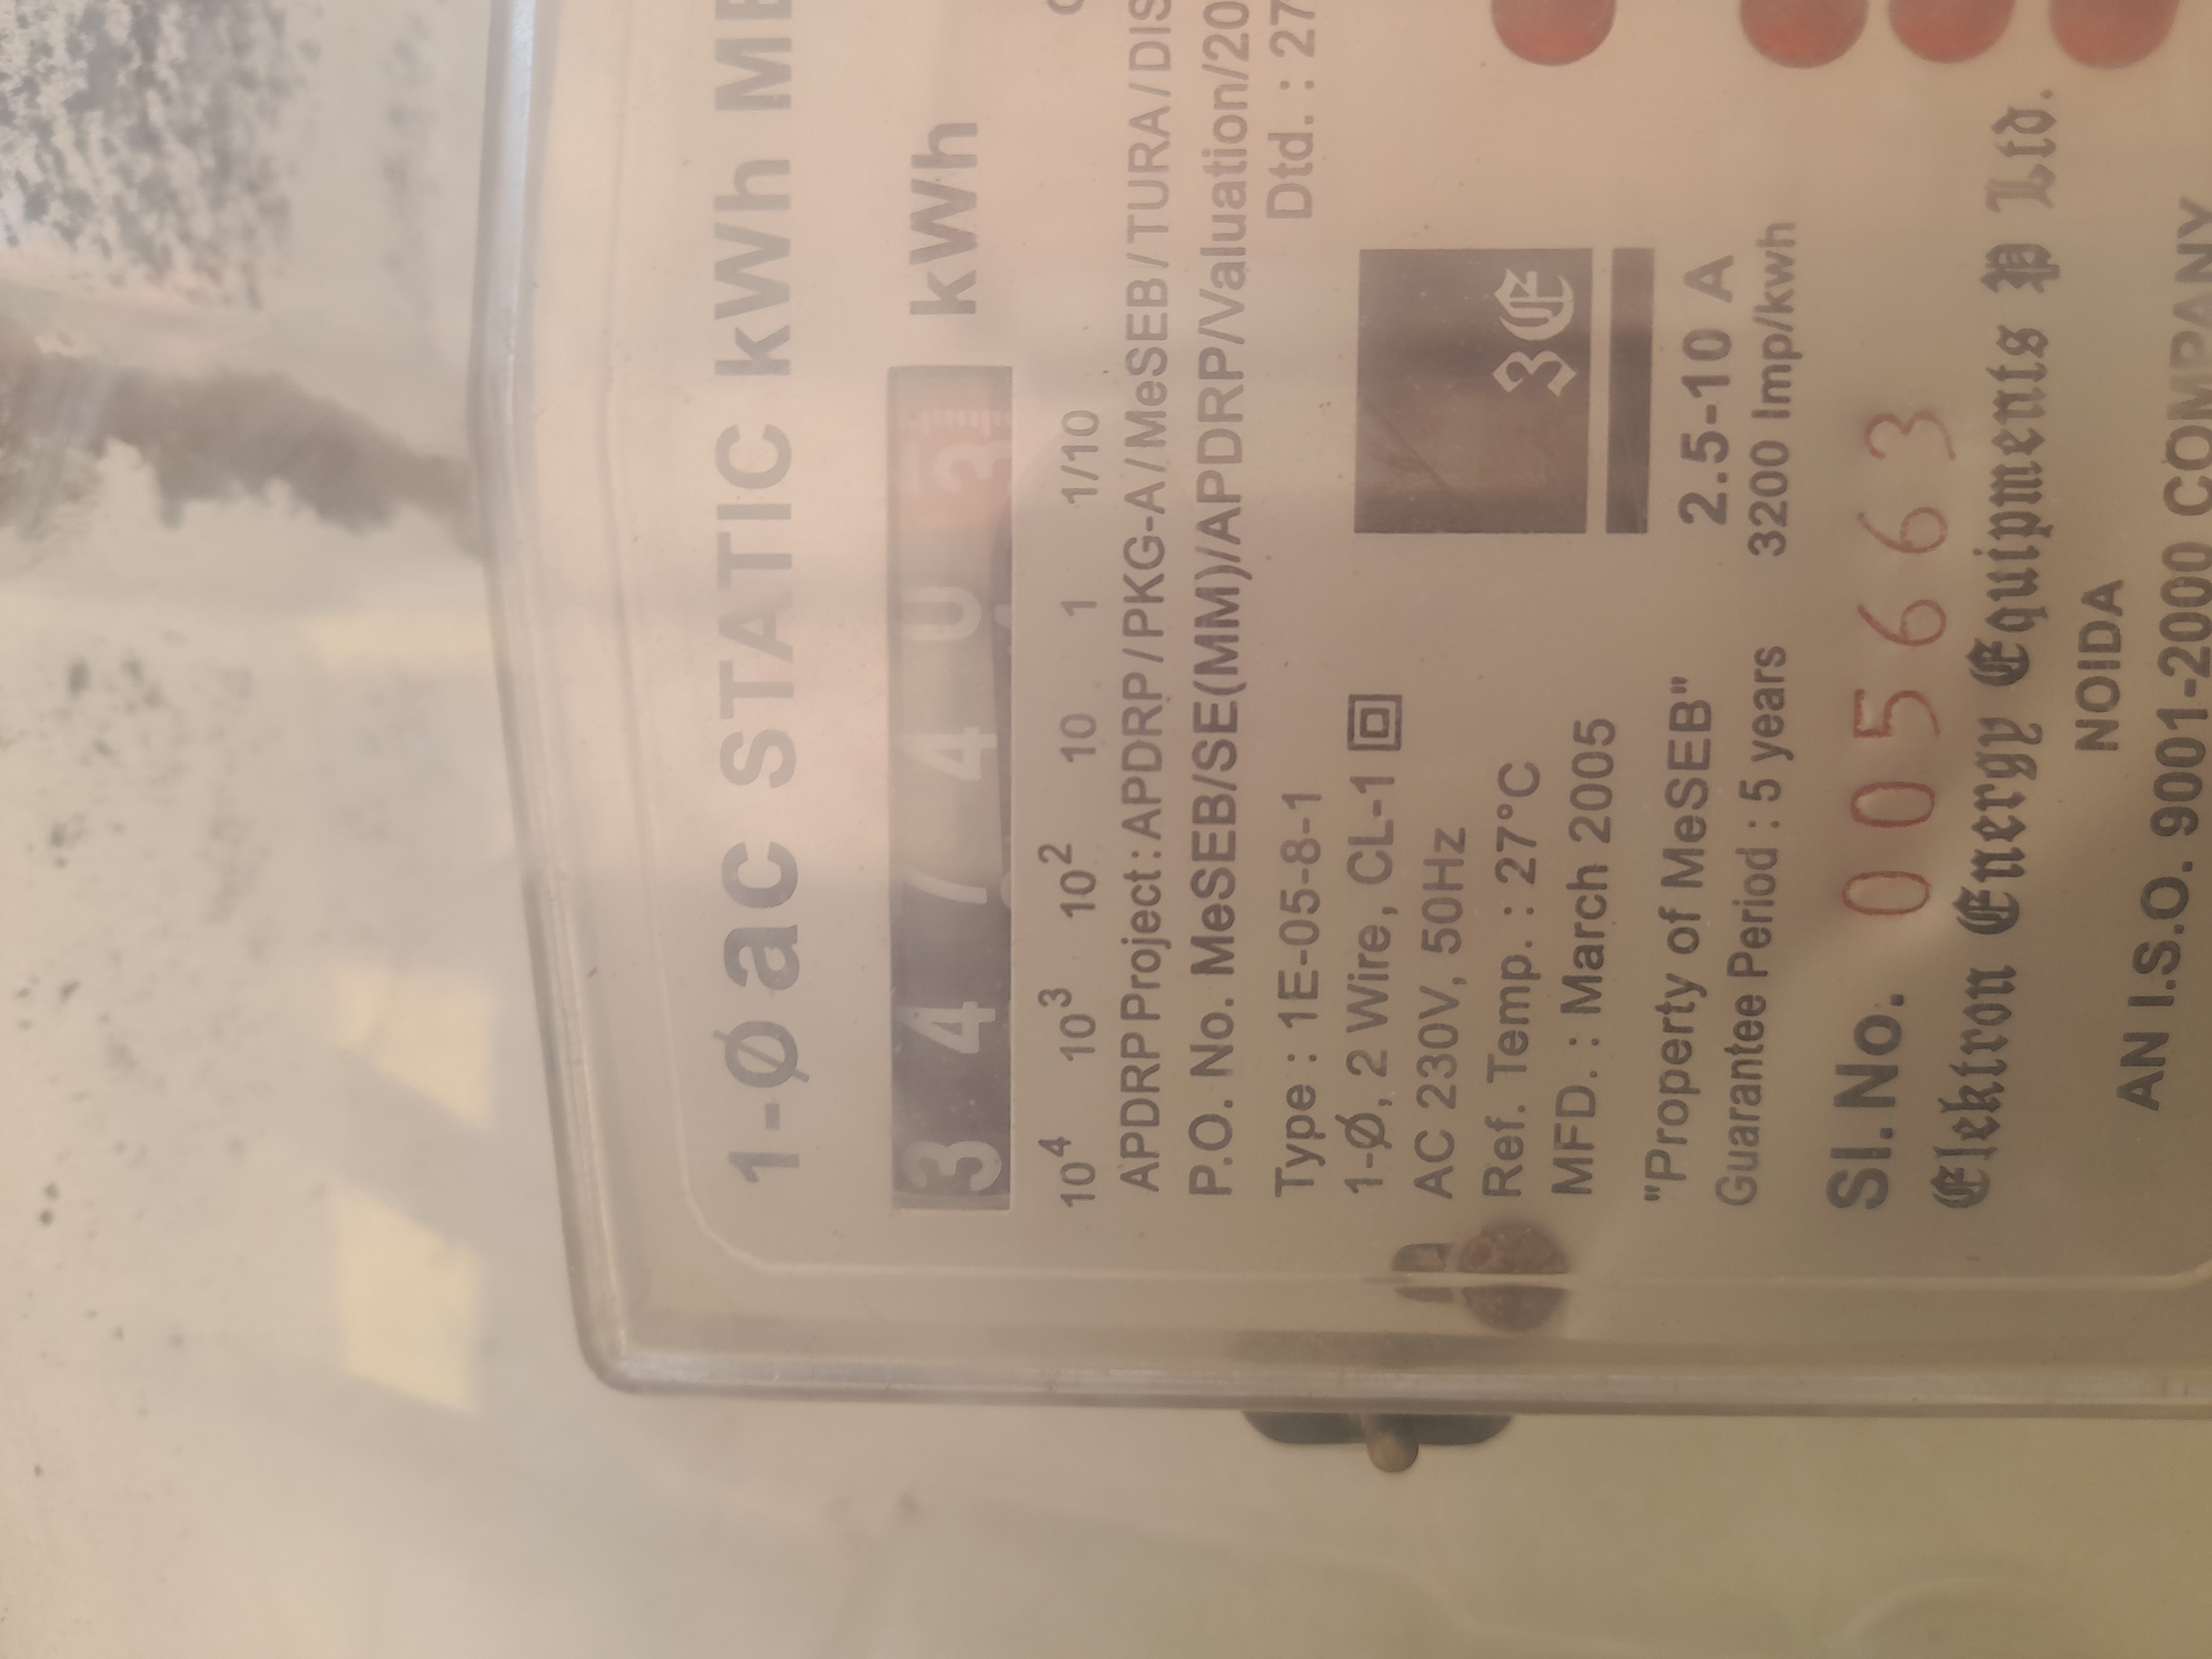 1-Ø ac STATIC kWh ME
3 4 7 4 0 3 kWh
10⁴ 10³ 10² 10 1 1/10
APDRP Project : APDRP / PKG-A / MeSEB / TURA / DIS
P.O. No. MeSEB/SE(MM)/APDRP/Valuation/20
Dtd. : 27
Type : 1E-05-8-1
1-Ø, 2 Wire, CL-1
AC 230V, 50Hz
Ref. Temp. : 27°C
MFD. : March 2005
3E
"Property of MeSEB"
2.5-10 A
Guarantee Period : 5 years
3200 Imp/kwh
Sl. No. 005663
Elektron Energy Equipments P Ltd.
NOIDA
AN I.S.O. 9001-2000 COMPANY